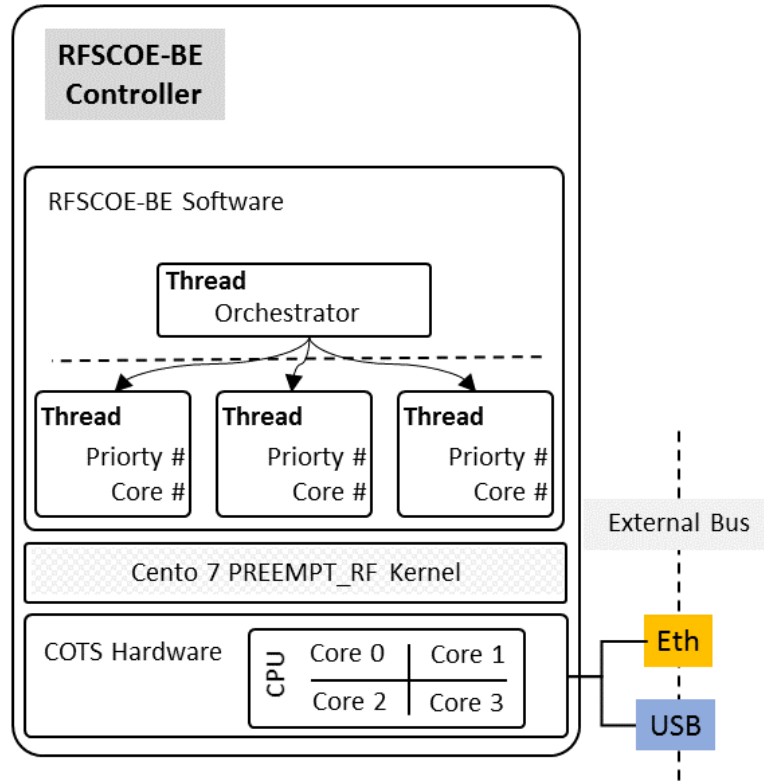 RFSCOE-BE
Controller
RFSCOE-BE Software
Thread
Orchestrator
Thread
Priorty #
Core #
Thread
Priorty #
Core #
Thread
Priorty #
Core #
External Bus
Cento 7 PREEMPT_RF Kernel
COTS Hardware
CPU
Core 0
Core 1
Core 2
Core 3
Eth
USB